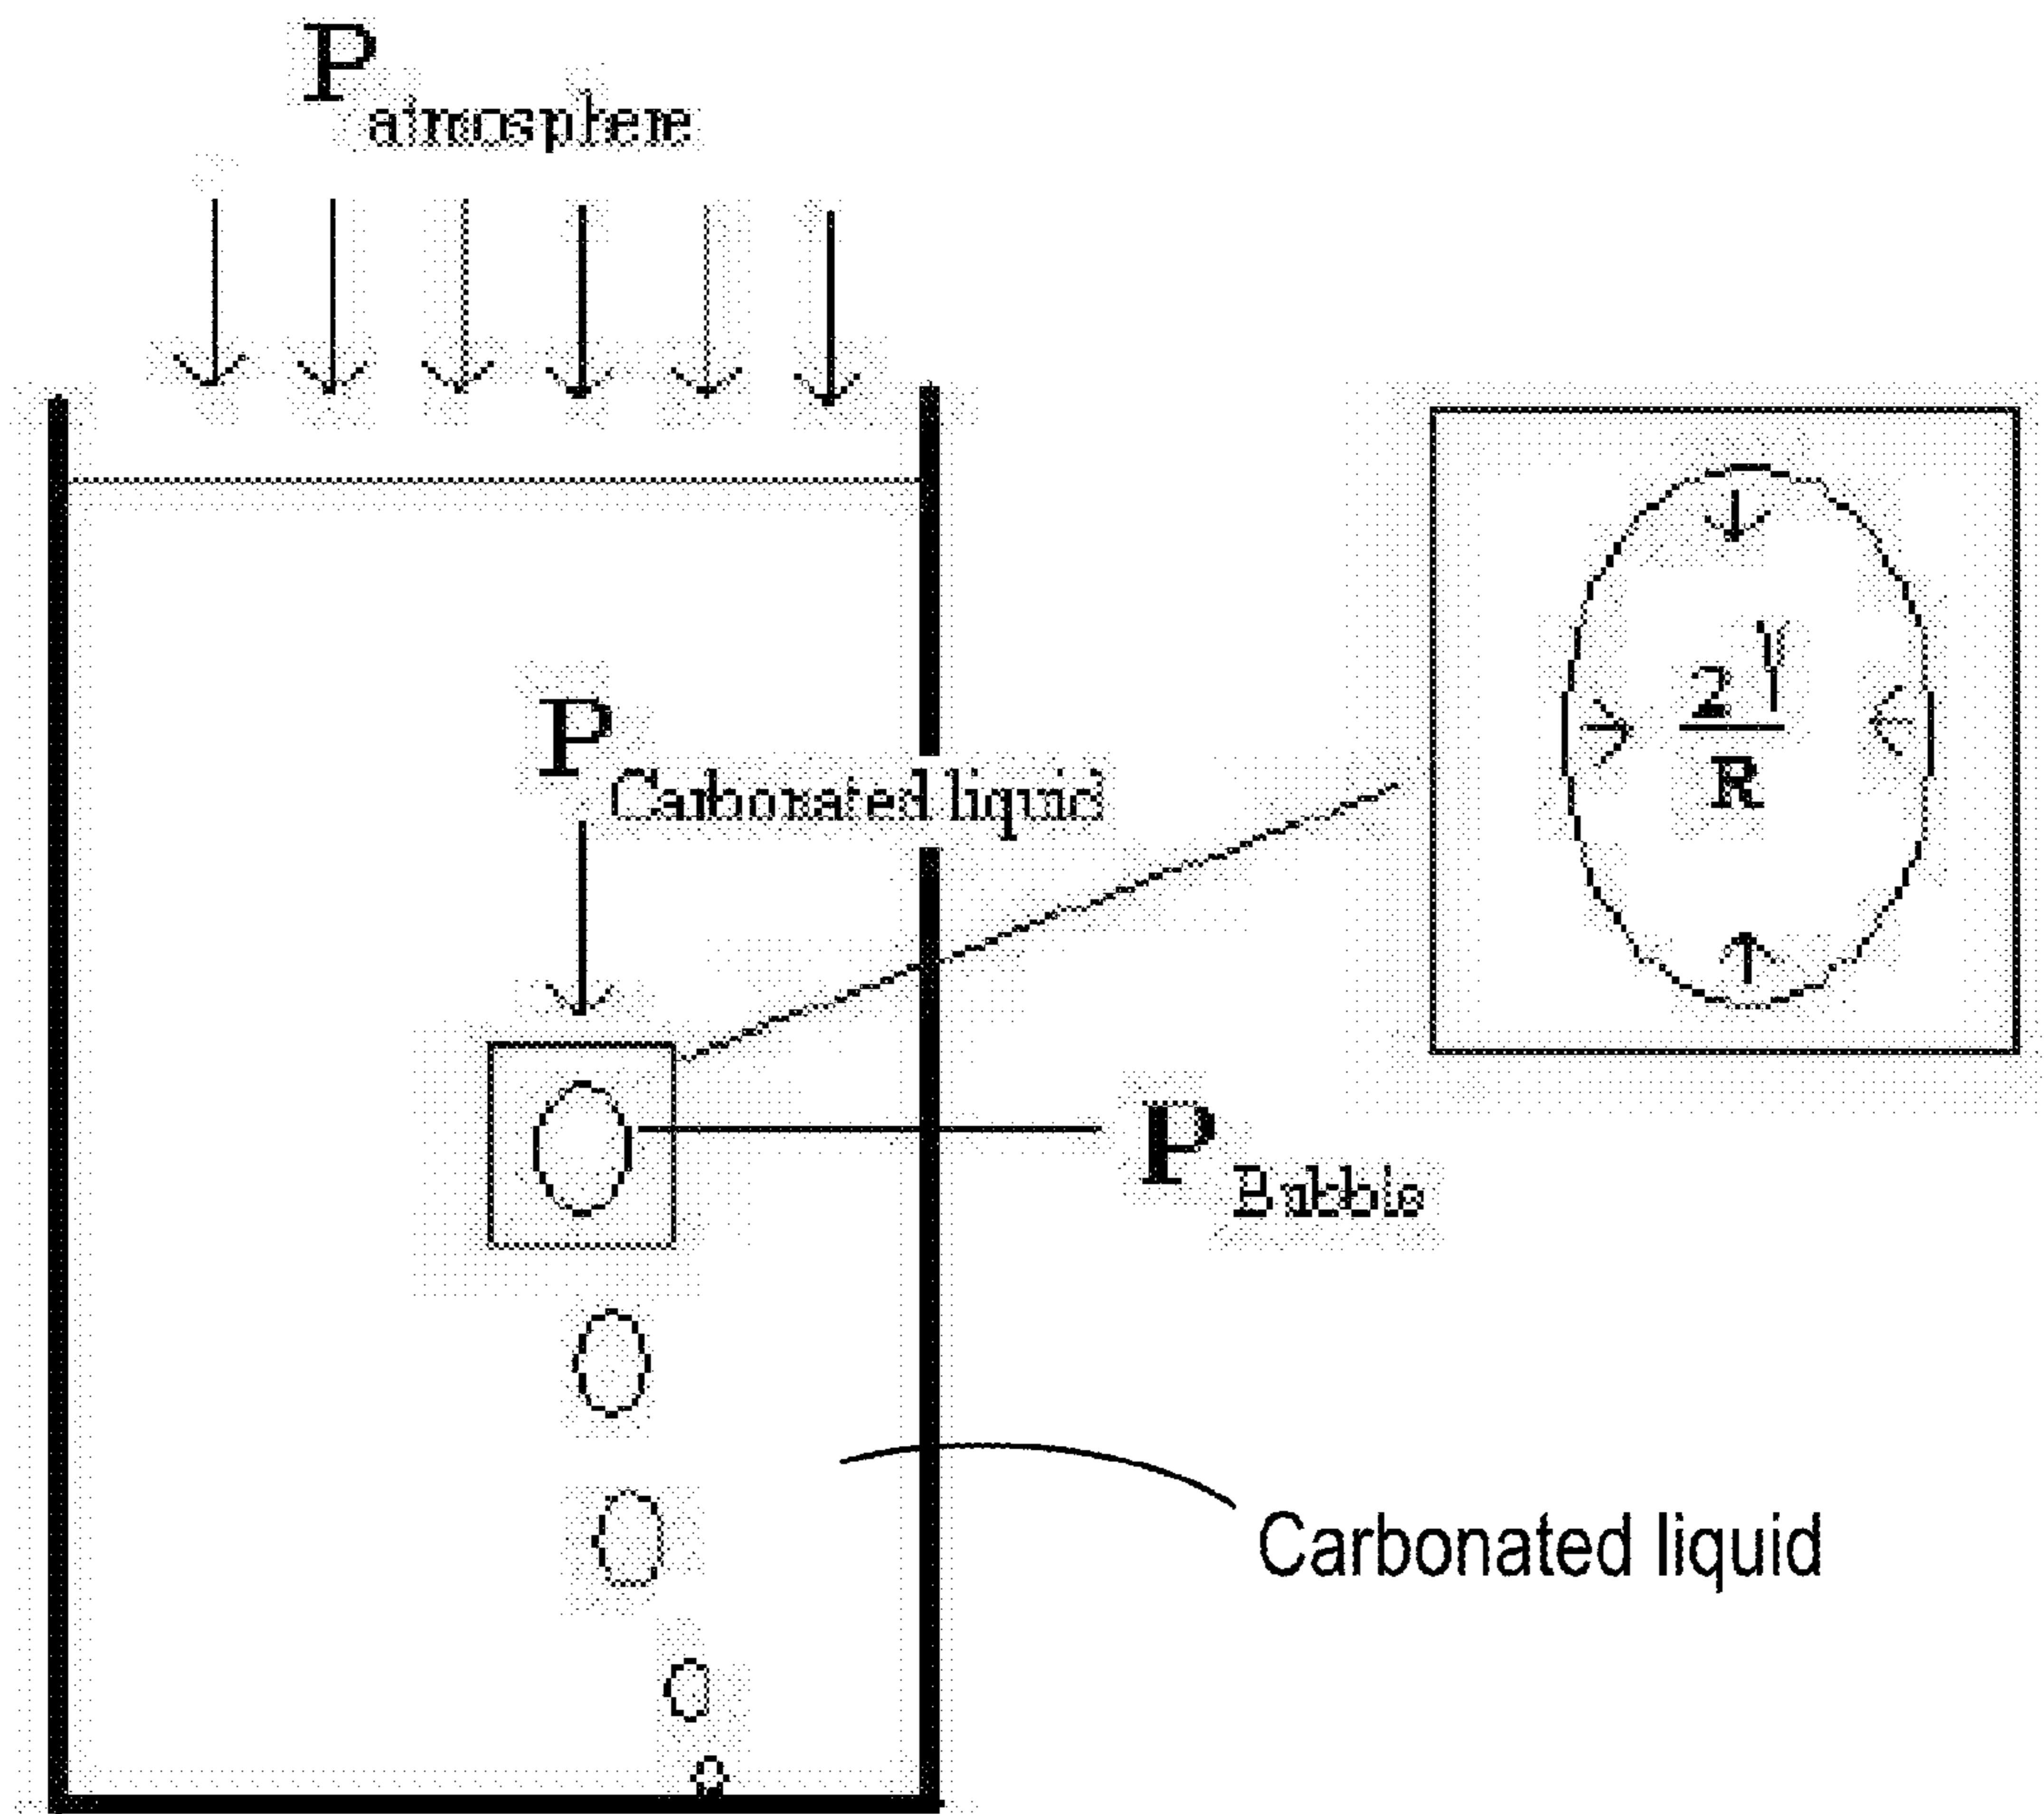 P atmosphere
P Carbonated liquid
2γ
R
P Bubble
Carbonated liquid